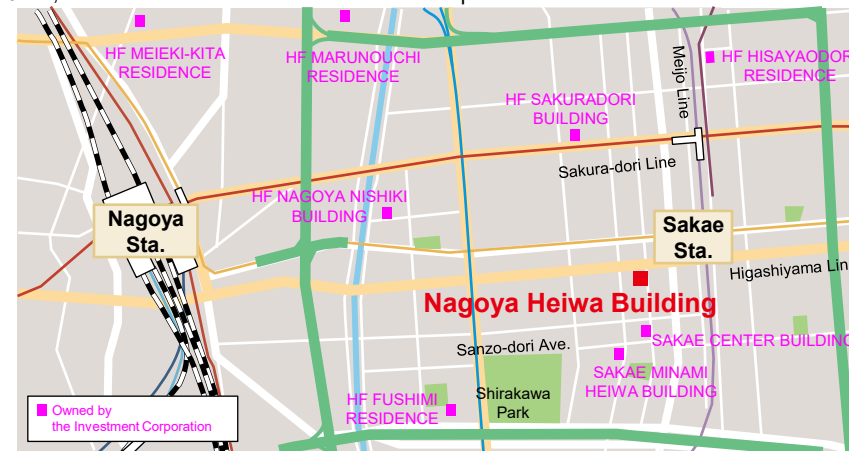 HF MEIEKI-KITA
RESIDENCE
HF MARUNOUCHI
RESIDENCE
Meijo Line
HF HISAYAODOR
RESIDENCE
HF SAKURADORI
BUILDING
Sakura-dori Line
HF NAGOYA NISHIKI
BUILDING
Nagoya
Sta.
Sakae
Sta.
Higashiyama Lin
Nagoya Heiwa Building
SAKAE CENTER BUILDING
Sanzo-dori Ave.
SAKAE MINAMI
HEIWA BUILDING
HF FUSHIMI
RESIDENCE
Shirakawa
Park
Owned by
the Investment Corporation